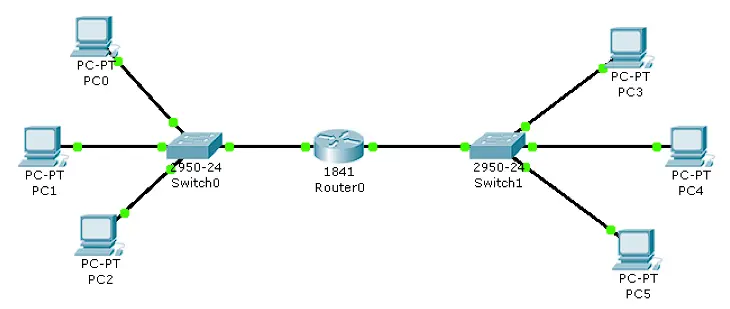 PC-PT
PC0
PC-PT
PC3
2950-24
Switch0
1841
Router0
2950-24
Switch1
PC-PT
PC1
PC-PT
PC4
PC-PT
PC2
PC-PT
PC5